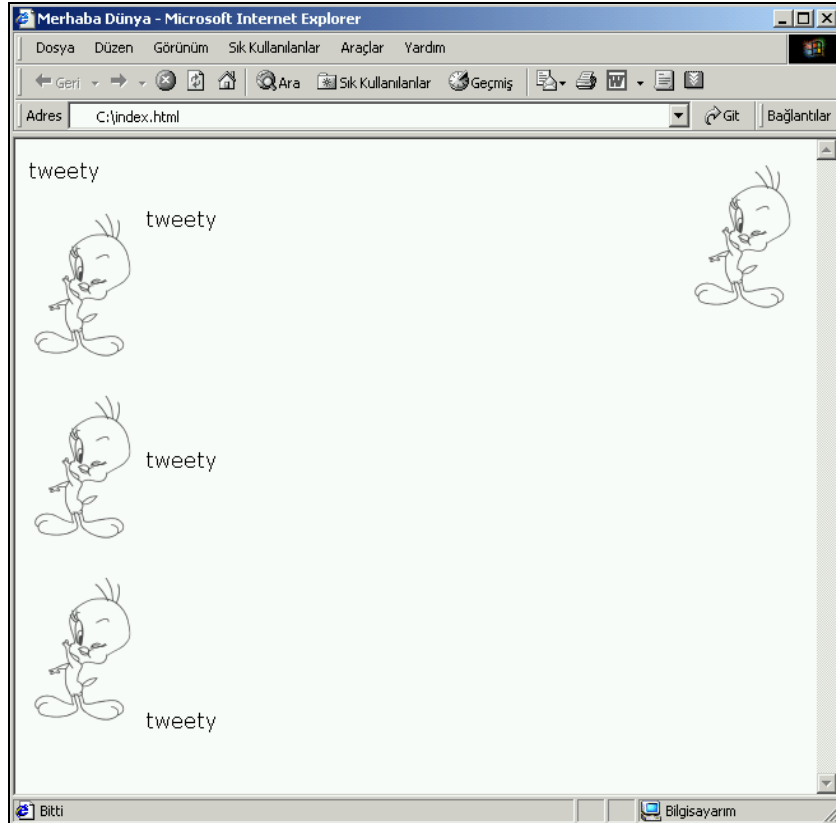 Merhaba Dünya - Microsoft Internet Explorer
Dosya Düzen Görünüm Sık Kullanılanlar Araçlar Yardım
Geri Ara Sık Kullanılanlar Geçmiş
Adres C:\index.html Git Bağlantılar
tweety
tweety
tweety
tweety
Bitti Bilgisayarım